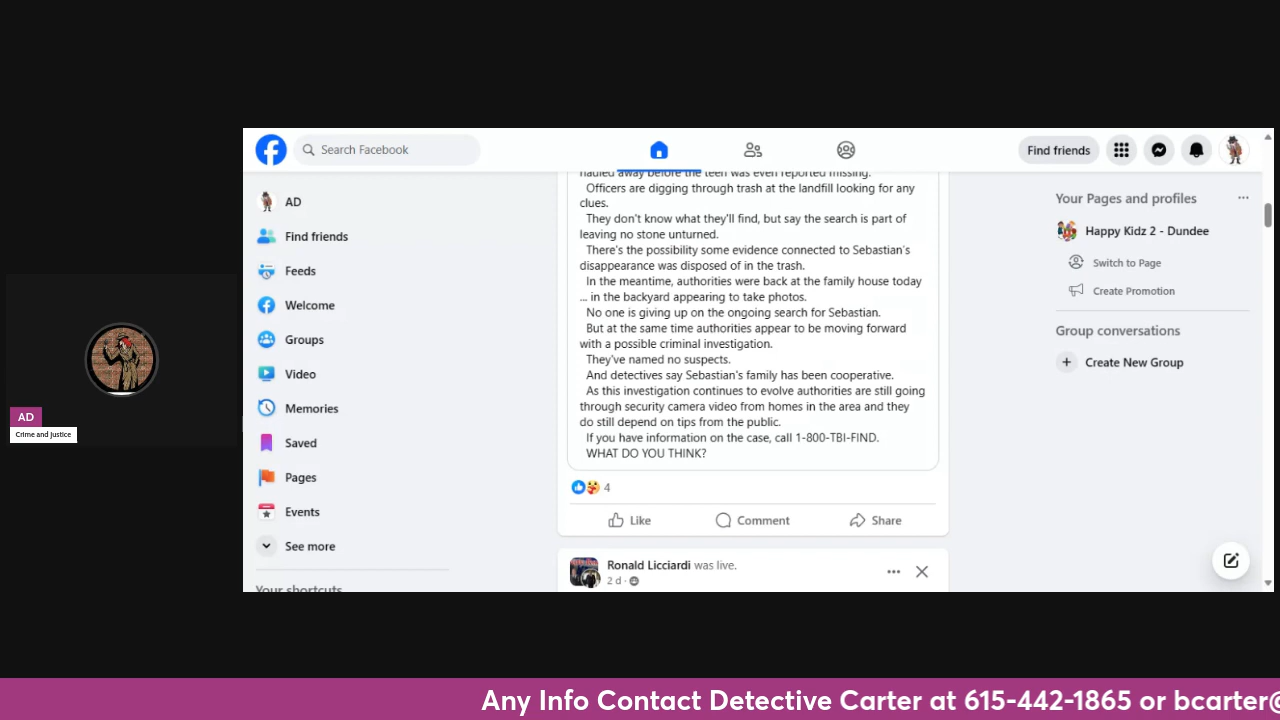 Search Facebook
Find friends
AD
Find friends
Feeds
Welcome
Groups
Video
Memories
Saved
Pages
Events
See more
Your shortcuts
hauled away before the teen was even reported missing.
Officers are digging through trash at the landfill looking for any
clues.
They don't know what they'll find, but say the search is part of
leaving no stone unturned.
There's the possibility some evidence connected to Sebastian's
disappearance was disposed of in the trash.
In the meantime, authorities were back at the family house today
... in the backyard appearing to take photos.
No one is giving up on the ongoing search for Sebastian.
But at the same time authorities appear to be moving forward
with a possible criminal investigation.
They've named no suspects.
And detectives say Sebastian's family has been cooperative.
As this investigation continues to evolve authorities are still going
through security camera video from homes in the area and they
do still depend on tips from the public.
If you have information on the case, call 1-800-TBI-FIND.
WHAT DO YOU THINK?
4
Like
Comment
Share
Ronald Licciardi was live.
2 d ·
Your Pages and profiles
Happy Kidz 2 - Dundee
Switch to Page
Create Promotion
Group conversations
Create New Group
AD
Crime and Justice
Any Info Contact Detective Carter at 615-442-1865 or bcarter@